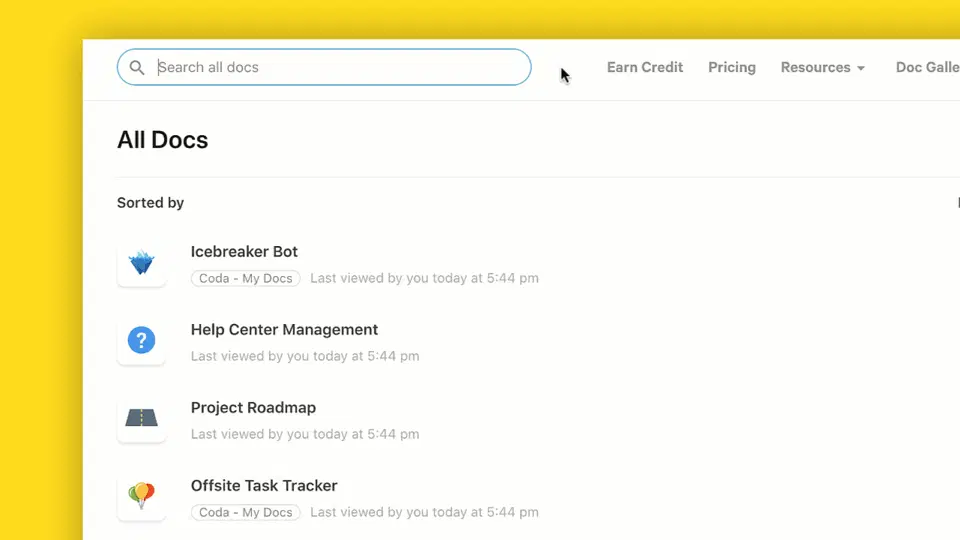 Search all docs
Earn Credit Pricing Resources Doc Galle
All Docs
Sorted by
Icebreaker Bot
Coda - My Docs Last viewed by you today at 5:44 pm
?
Help Center Management
Last viewed by you today at 5:44 pm
Project Roadmap
Last viewed by you today at 5:44 pm
Offsite Task Tracker
Coda - My Docs Last viewed by you today at 5:44 pm